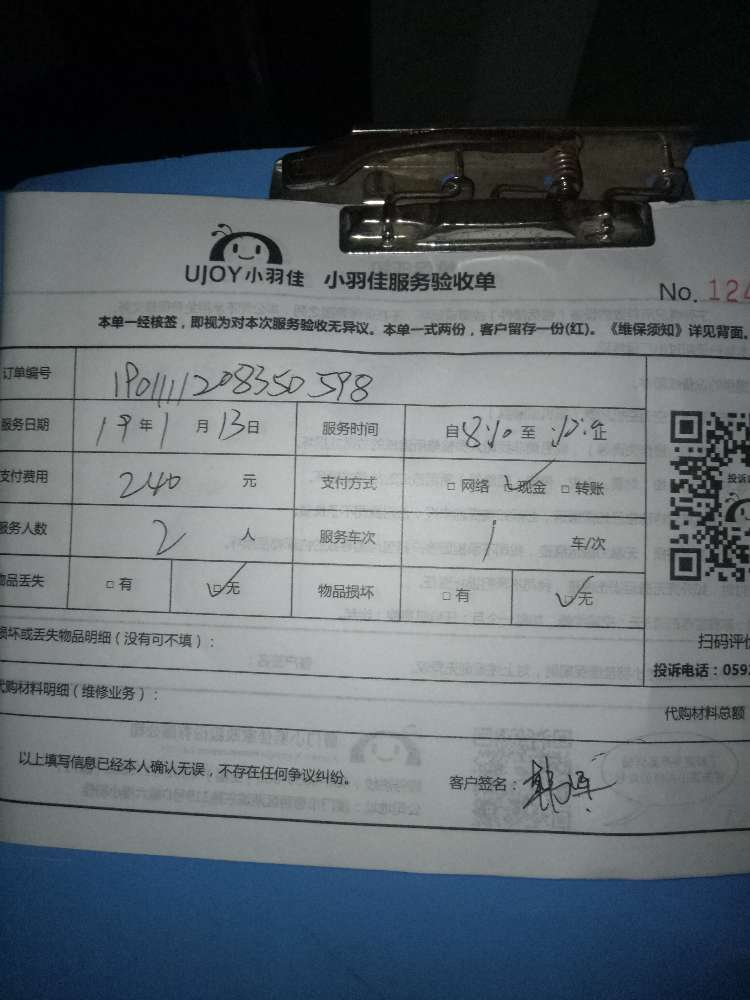 UJOY小羽佳 小羽佳服务验收单
No. 124
本单一经核签，即视为对本次服务验收无异议。本单一式两份，客户留存一份(红)。《维保须知》详见背面。
订单编号 1901111208350598
服务日期 19年1月13日 服务时间 自8:10至
支付费用 240 元 支付方式 □ 网络 ☑现金 □ 转账
服务人数 2 人 服务车次 1 车/次
物品丢失 □ 有 ☑无 物品损坏 □ 有 ☑无
损坏或丢失物品明细（没有可不填）：
扫码评价
投诉电话：0592
代购材料明细（维修业务）：
代购材料总额
以上填写信息已经本人确认无误，不存在任何争议纠纷。 客户签名：